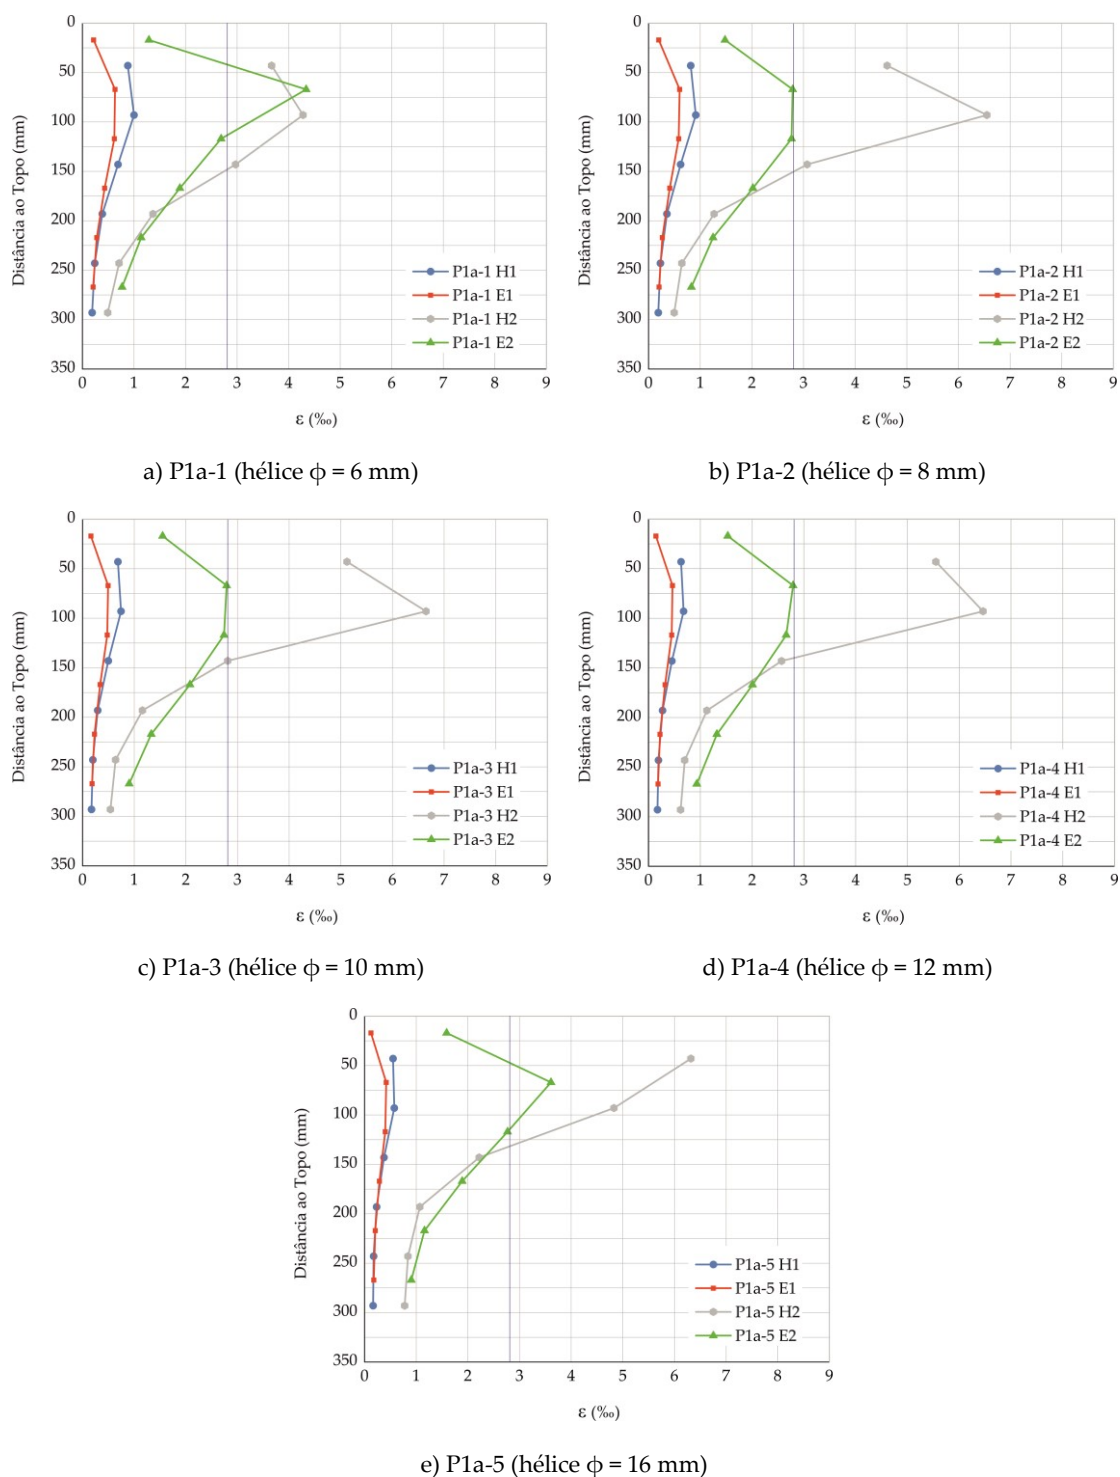 0
50
100
150
200
250
300
350
Distância ao Topo (mm)
P1a-1 H1
P1a-1 E1
P1a-1 H2
P1a-1 E2
0 1 2 3 4 5 6 7 8 9
ε (‰)
a) P1a-1 (hélice ϕ = 6 mm)
0
50
100
150
200
250
300
350
Distância ao Topo (mm)
P1a-2 H1
P1a-2 E1
P1a-2 H2
P1a-2 E2
0 1 2 3 4 5 6 7 8 9
ε (‰)
b) P1a-2 (hélice ϕ = 8 mm)
0
50
100
150
200
250
300
350
Distância ao Topo (mm)
P1a-3 H1
P1a-3 E1
P1a-3 H2
P1a-3 E2
0 1 2 3 4 5 6 7 8 9
ε (‰)
c) P1a-3 (hélice ϕ = 10 mm)
0
50
100
150
200
250
300
350
Distância ao Topo (mm)
P1a-4 H1
P1a-4 E1
P1a-4 H2
P1a-4 E2
0 1 2 3 4 5 6 7 8 9
ε (‰)
d) P1a-4 (hélice ϕ = 12 mm)
0
50
100
150
200
250
300
350
Distância ao Topo (mm)
P1a-5 H1
P1a-5 E1
P1a-5 H2
P1a-5 E2
0 1 2 3 4 5 6 7 8 9
ε (‰)
e) P1a-5 (hélice ϕ = 16 mm)